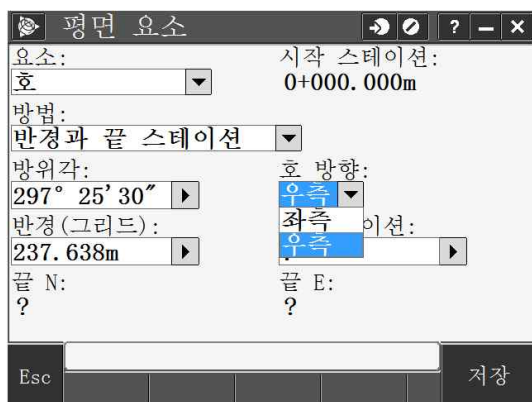 평면 요소
? - ×
요소: 시작 스테이션:
호 0+000.000m
방법:
반경과 끝 스테이션
방위각: 호 방향:
297° 25' 30" 우측
반경(그리드): 좌측 이션:
237.638m 우측
끝 N: 끝 E:
? ?
Esc 저장